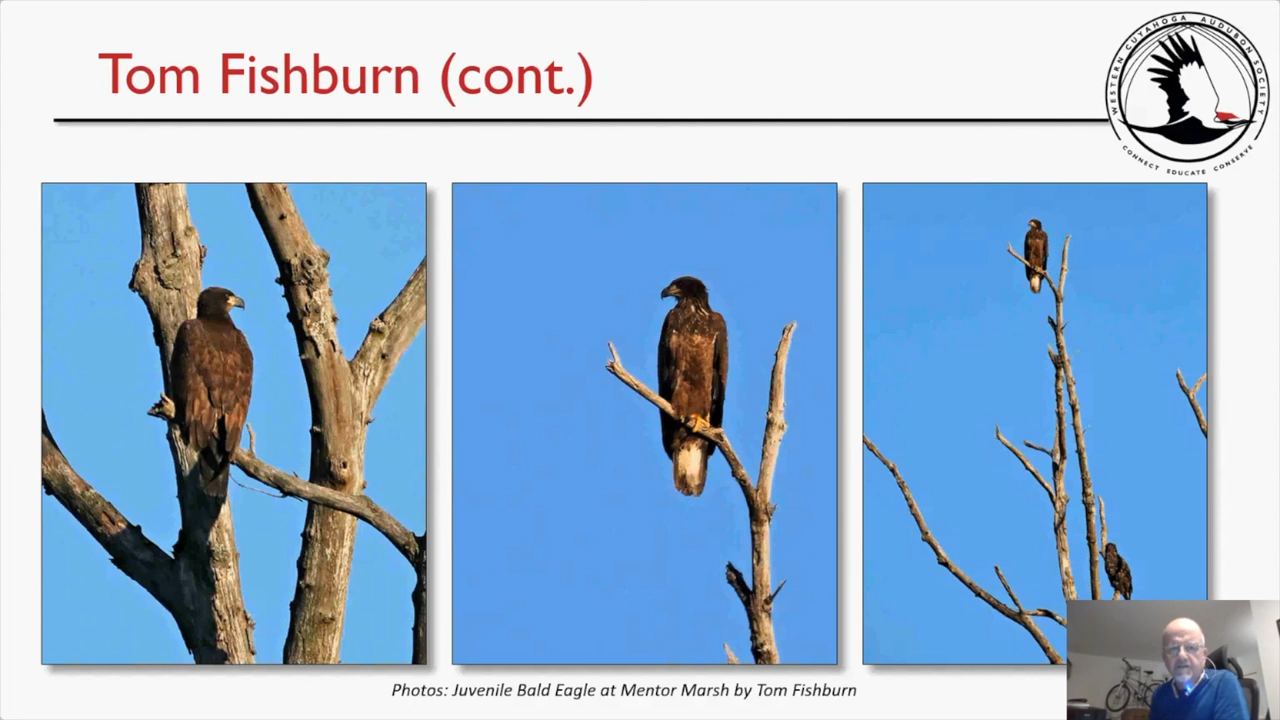 Tom Fishburn (cont.)
WESTERN CUYAHOGA AUDUBON SOCIETY
CONNECT EDUCATE CONSERVE
Photos: Juvenile Bald Eagle at Mentor Marsh by Tom Fishburn